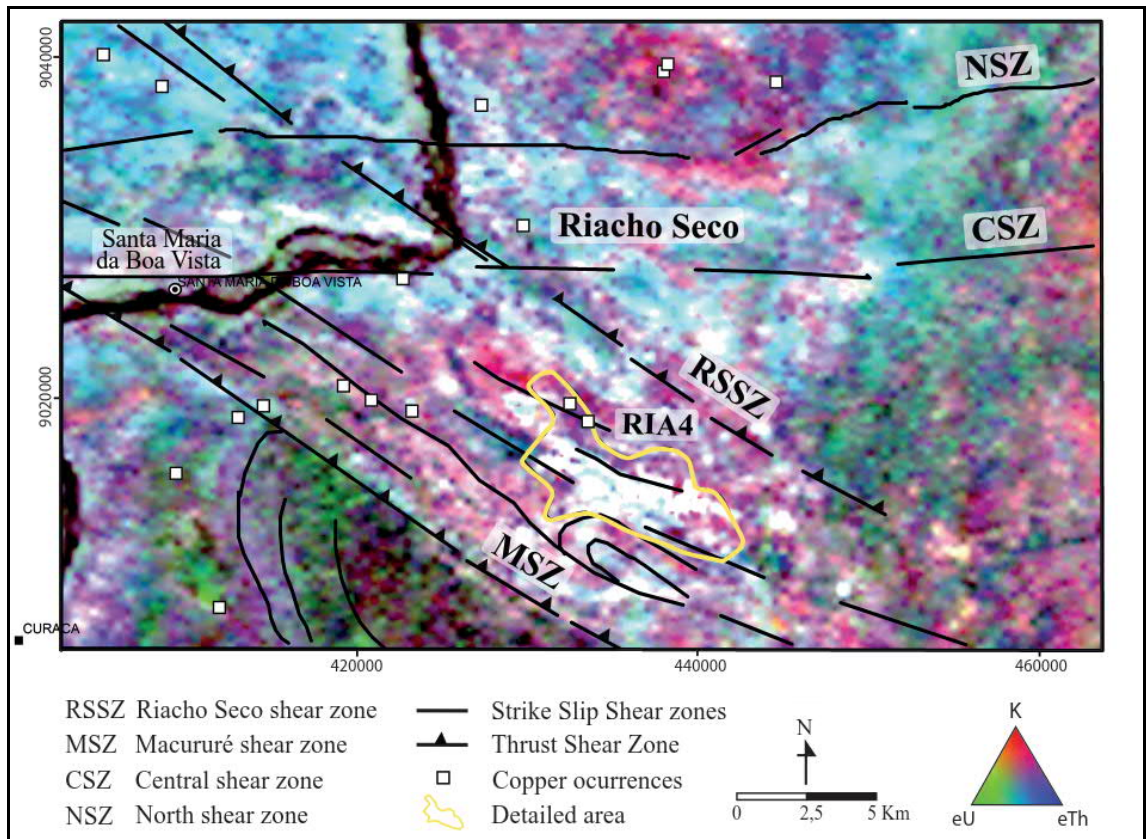 9040000
NSZ
Riacho Seco
CSZ
Santa Maria
da Boa Vista
SANTA MARIA DA BOA VISTA
RSSZ
9020000
RIA4
MSZ
CURACA
420000
440000
460000
RSSZ Riacho Seco shear zone
MSZ Macururé shear zone
CSZ Central shear zone
NSZ North shear zone
Strike Slip Shear zones
Thrust Shear Zone
Copper ocurrences
Detailed area
N
0 2,5 5 Km
K
eU eTh